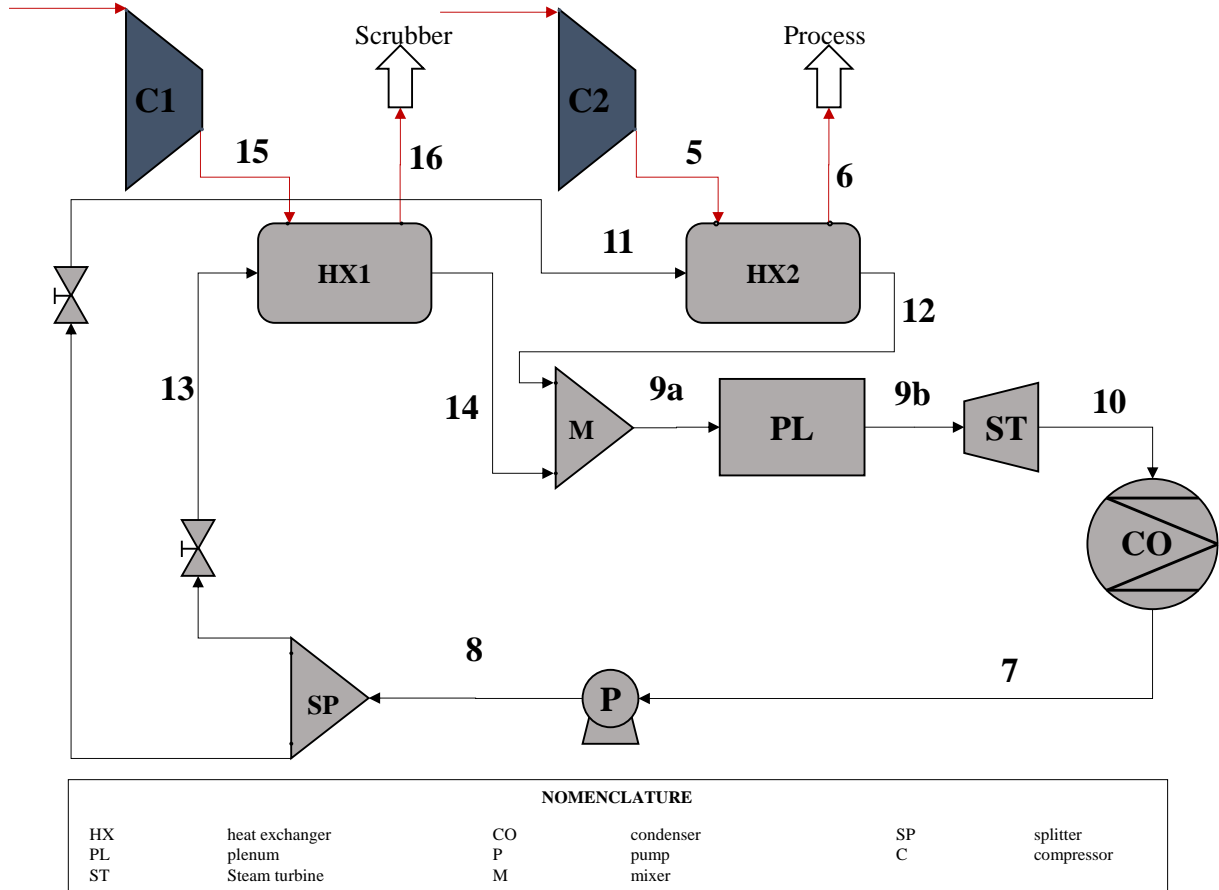 Scrubber
Process
C1
C2
15
16
5
6
11
HX1
HX2
12
13
14
9a
9b
10
M
PL
ST
CO
8
7
SP
P
NOMENCLATURE
HX heat exchanger CO condenser SP splitter
PL plenum P pump C compressor
ST Steam turbine M mixer